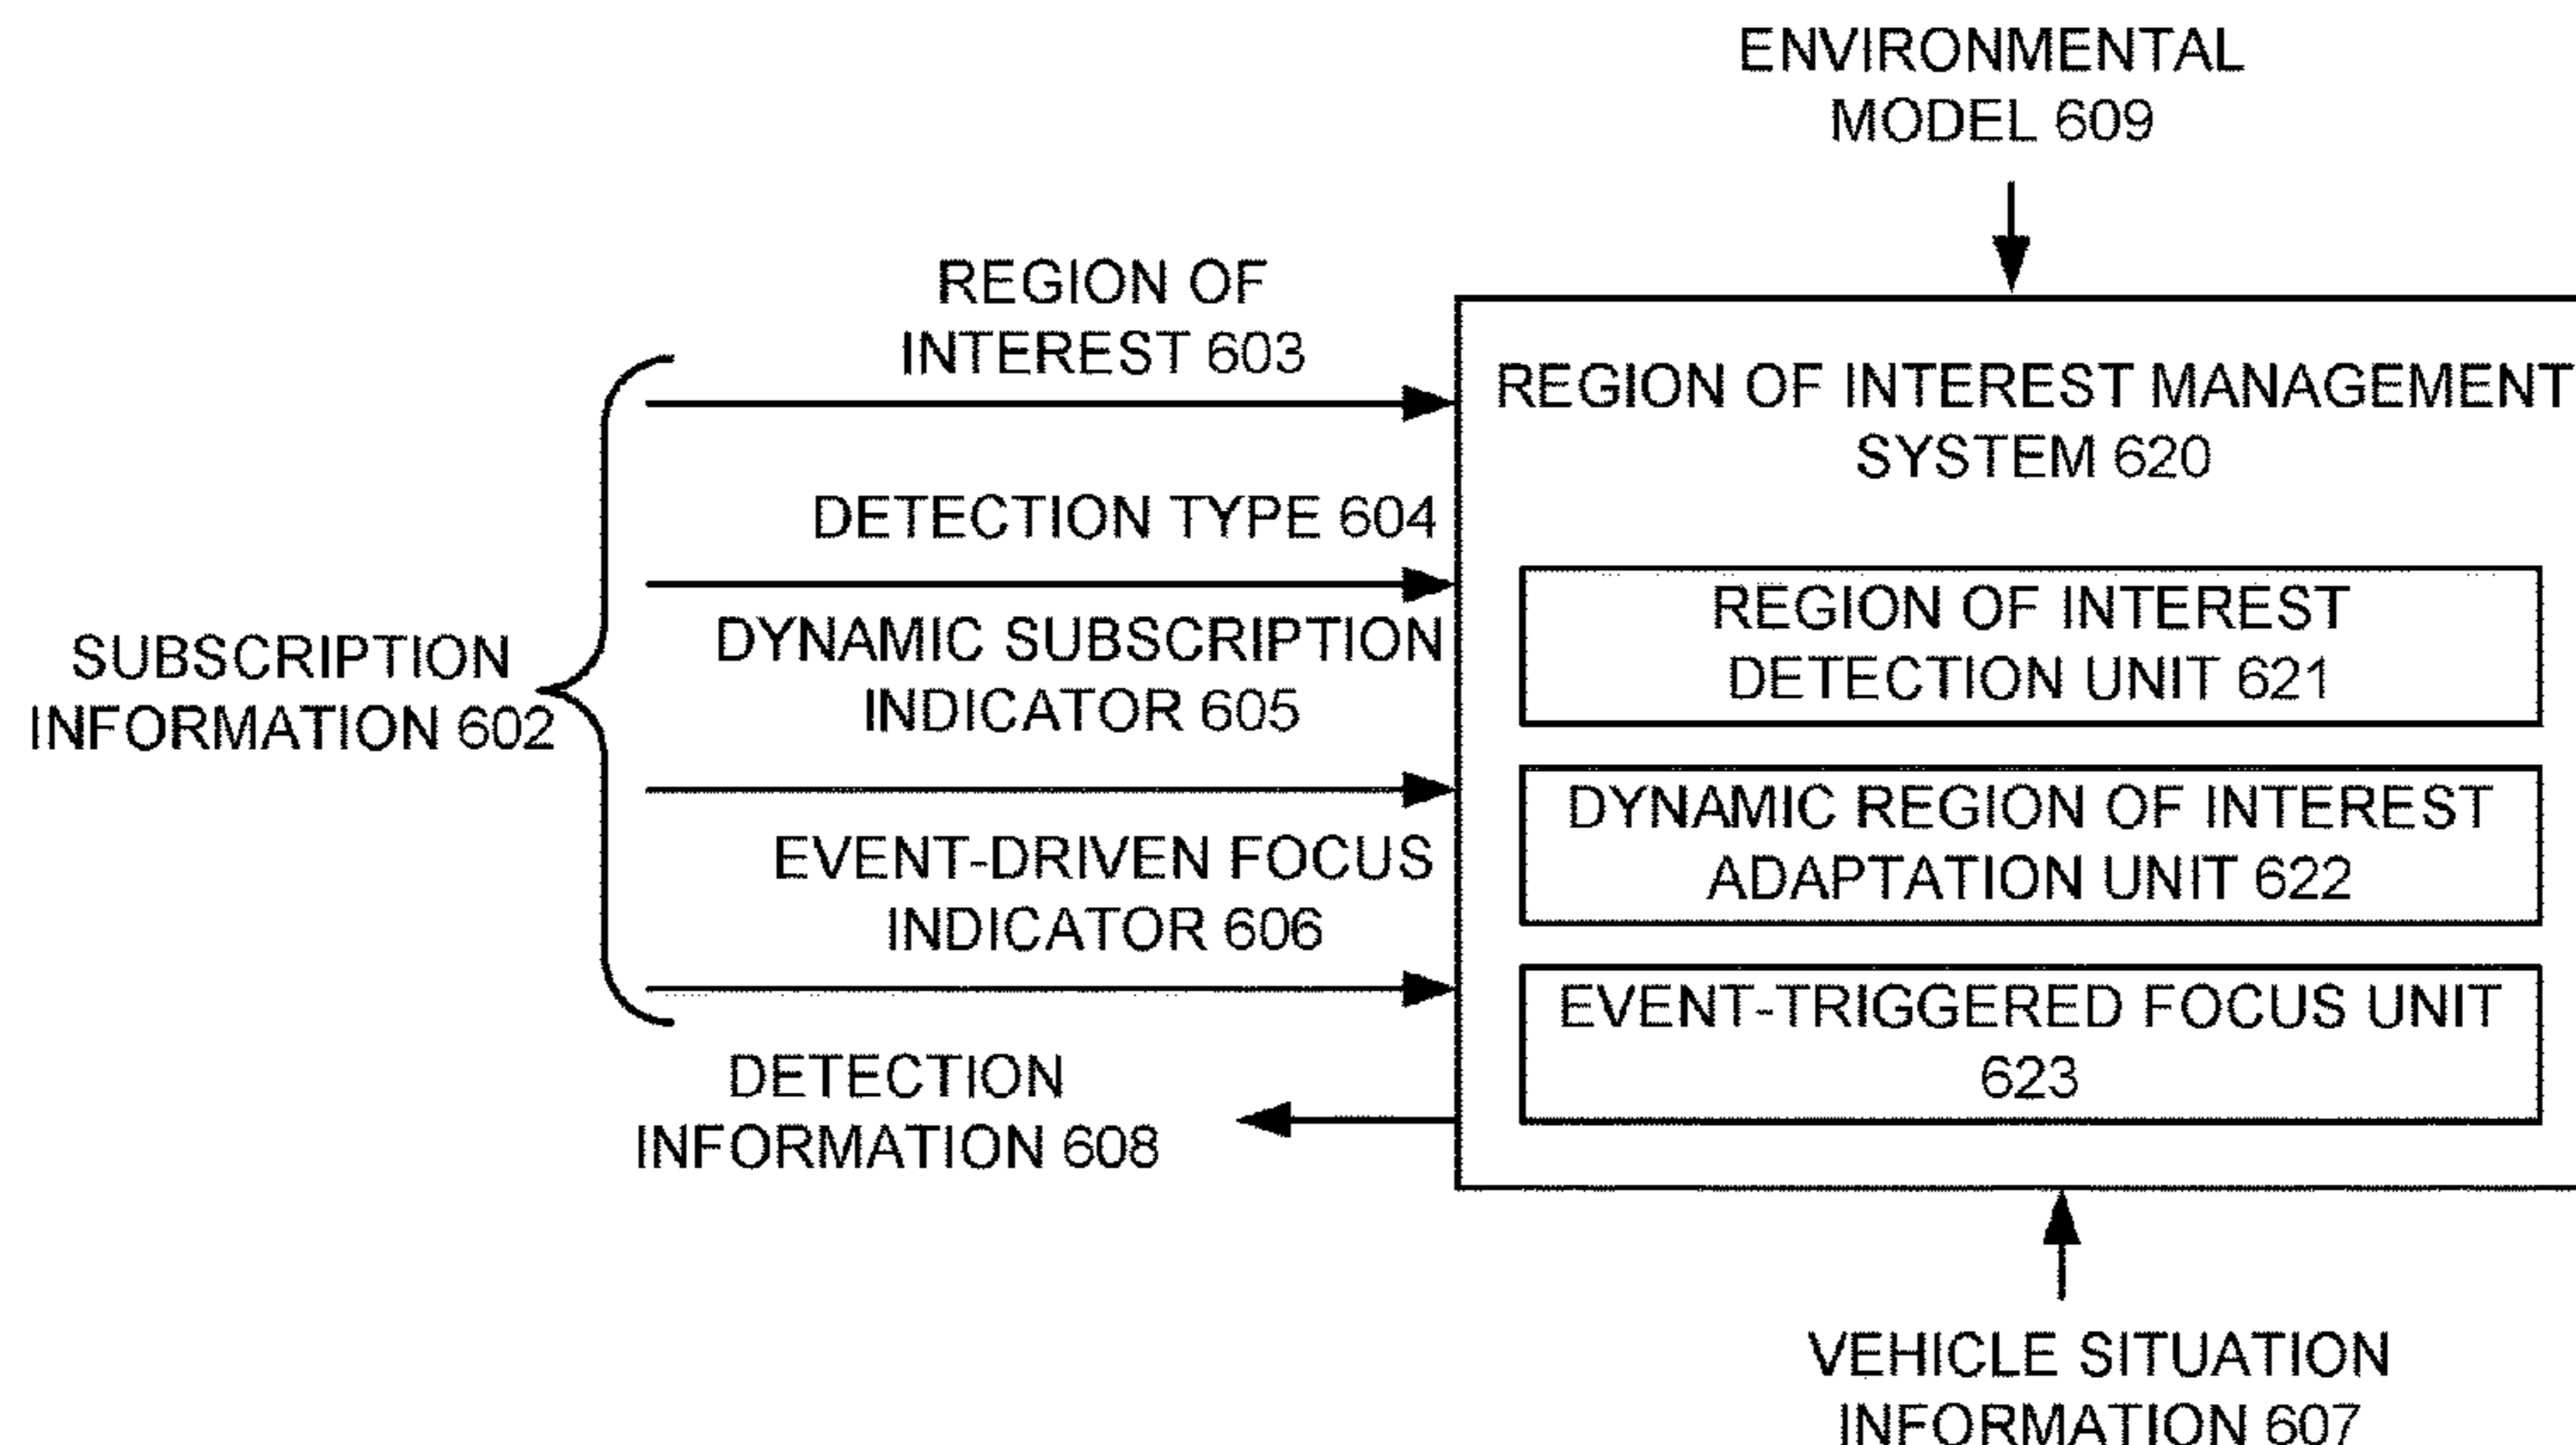 ENVIRONMENTAL
MODEL 609
REGION OF
INTEREST 603
DETECTION TYPE 604
DYNAMIC SUBSCRIPTION
INDICATOR 605
EVENT-DRIVEN FOCUS
INDICATOR 606
SUBSCRIPTION
INFORMATION 602
DETECTION
INFORMATION 608
REGION OF INTEREST MANAGEMENT
SYSTEM 620
REGION OF INTEREST
DETECTION UNIT 621
DYNAMIC REGION OF INTEREST
ADAPTATION UNIT 622
EVENT-TRIGGERED FOCUS UNIT
623
VEHICLE SITUATION
INFORMATION 607